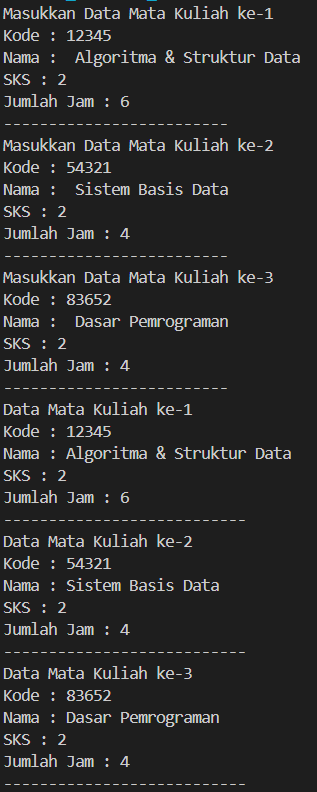 Masukkan Data Mata Kuliah ke-1
Kode : 12345
Nama :  Algoritma & Struktur Data
SKS : 2
Jumlah Jam : 6
-------------------------
Masukkan Data Mata Kuliah ke-2
Kode : 54321
Nama :  Sistem Basis Data
SKS : 2
Jumlah Jam : 4
-------------------------
Masukkan Data Mata Kuliah ke-3
Kode : 83652
Nama :  Dasar Pemrograman
SKS : 2
Jumlah Jam : 4
-------------------------
Data Mata Kuliah ke-1
Kode : 12345
Nama : Algoritma & Struktur Data
SKS : 2
Jumlah Jam : 6
---------------------------
Data Mata Kuliah ke-2
Kode : 54321
Nama : Sistem Basis Data
SKS : 2
Jumlah Jam : 4
---------------------------
Data Mata Kuliah ke-3
Kode : 83652
Nama : Dasar Pemrograman
SKS : 2
Jumlah Jam : 4
---------------------------